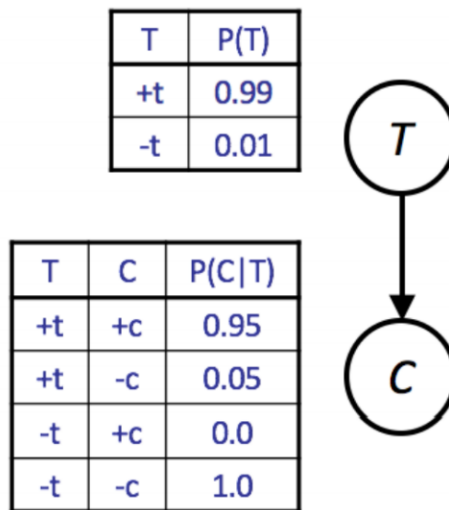 T P(T)
+t 0.99
-t 0.01
T
T C P(C|T)
+t +c 0.95
+t -c 0.05
-t +c 0.0
-t -c 1.0
C